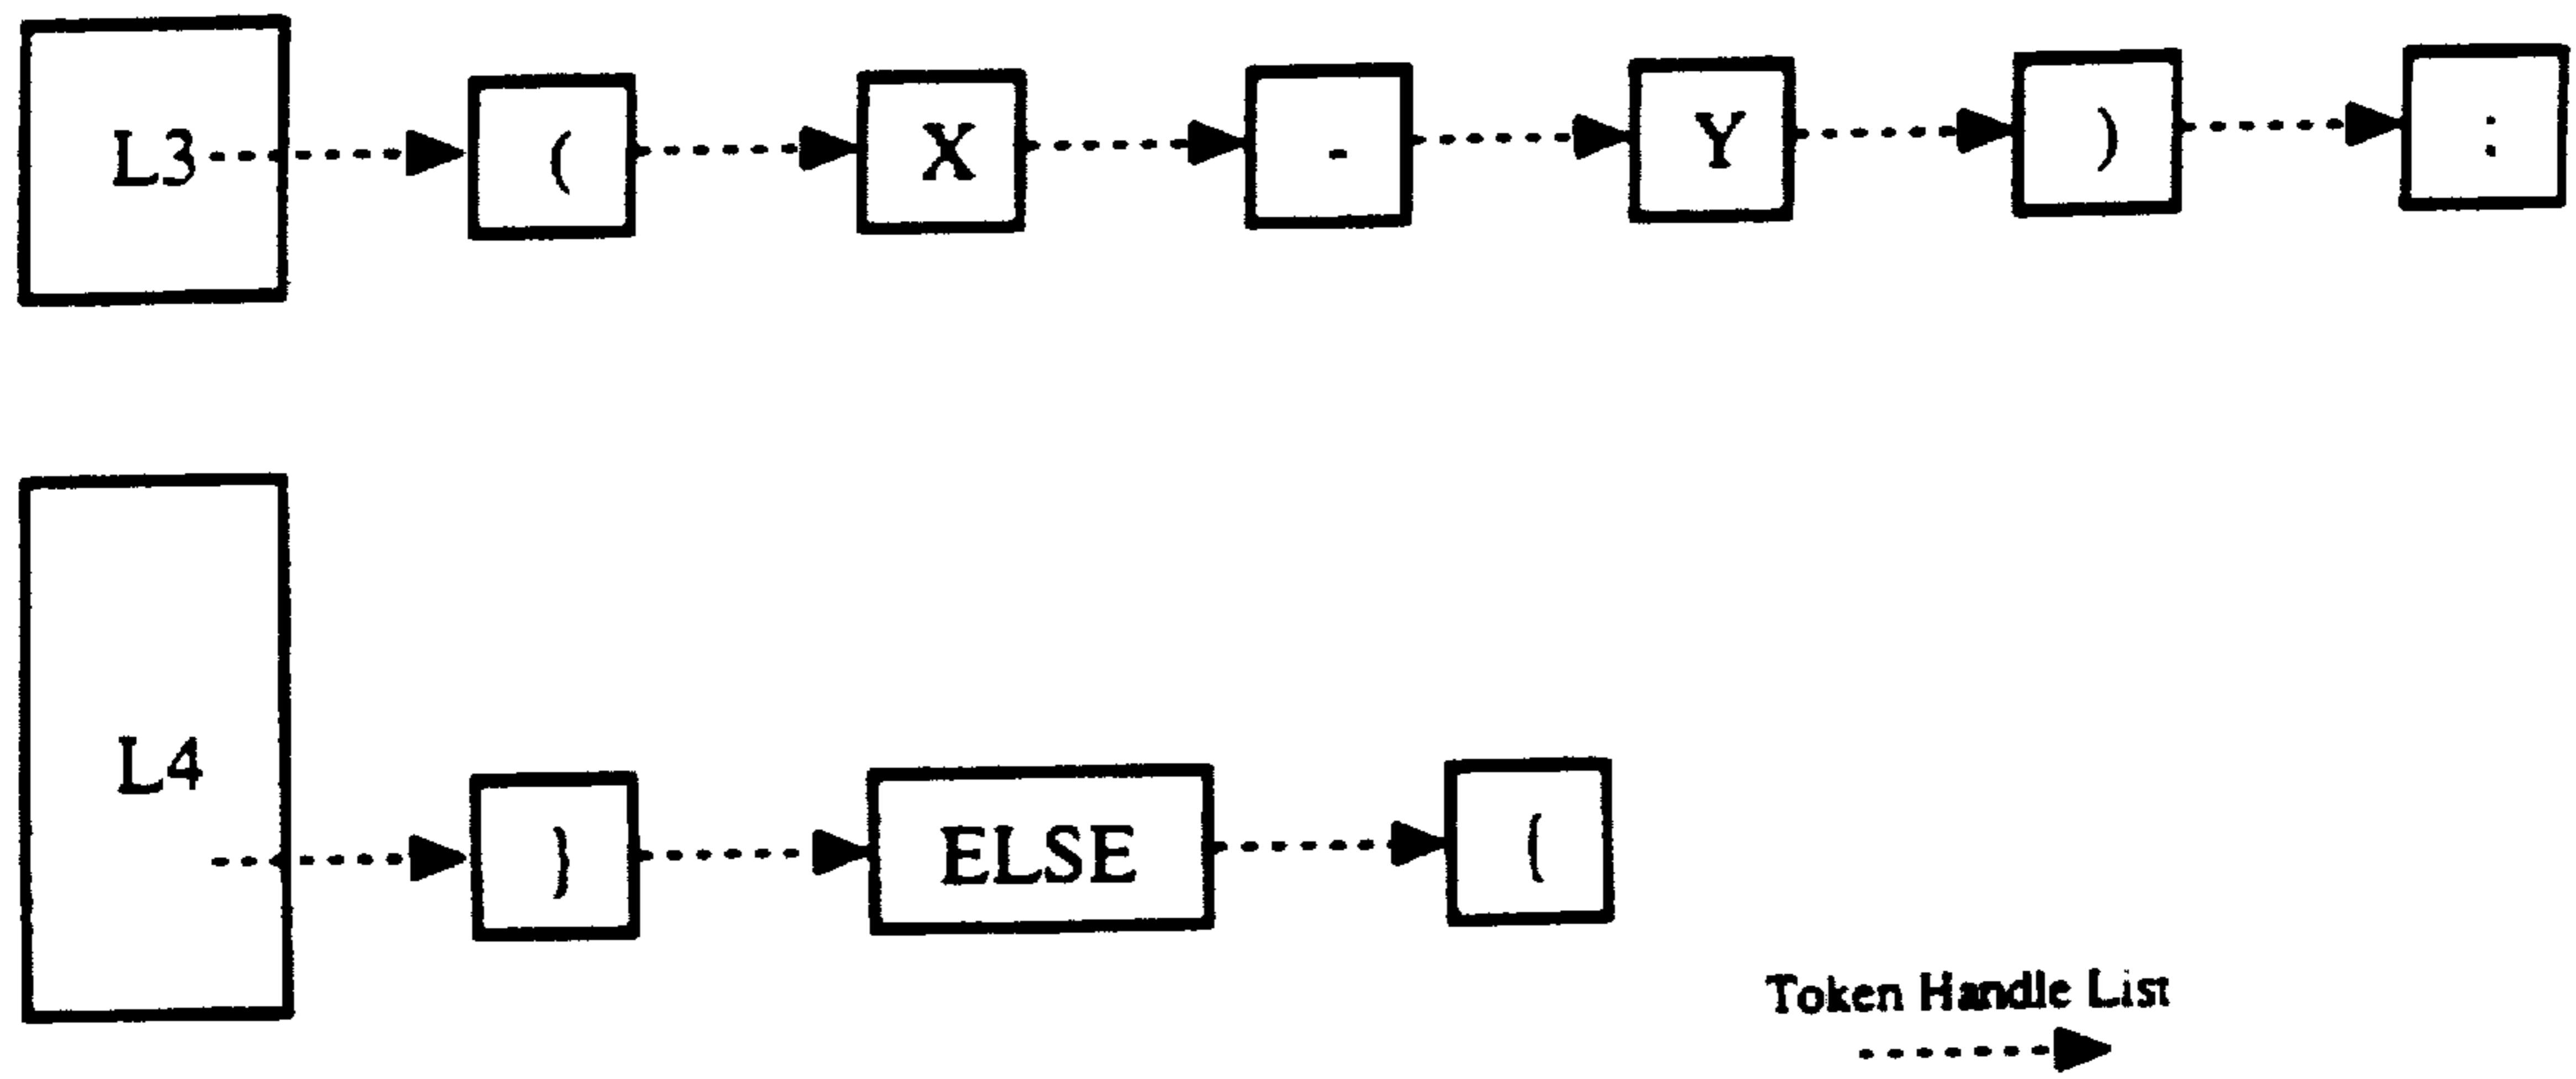 L3 ( X - Y ) :
L4 } ELSE {
Token Handle List